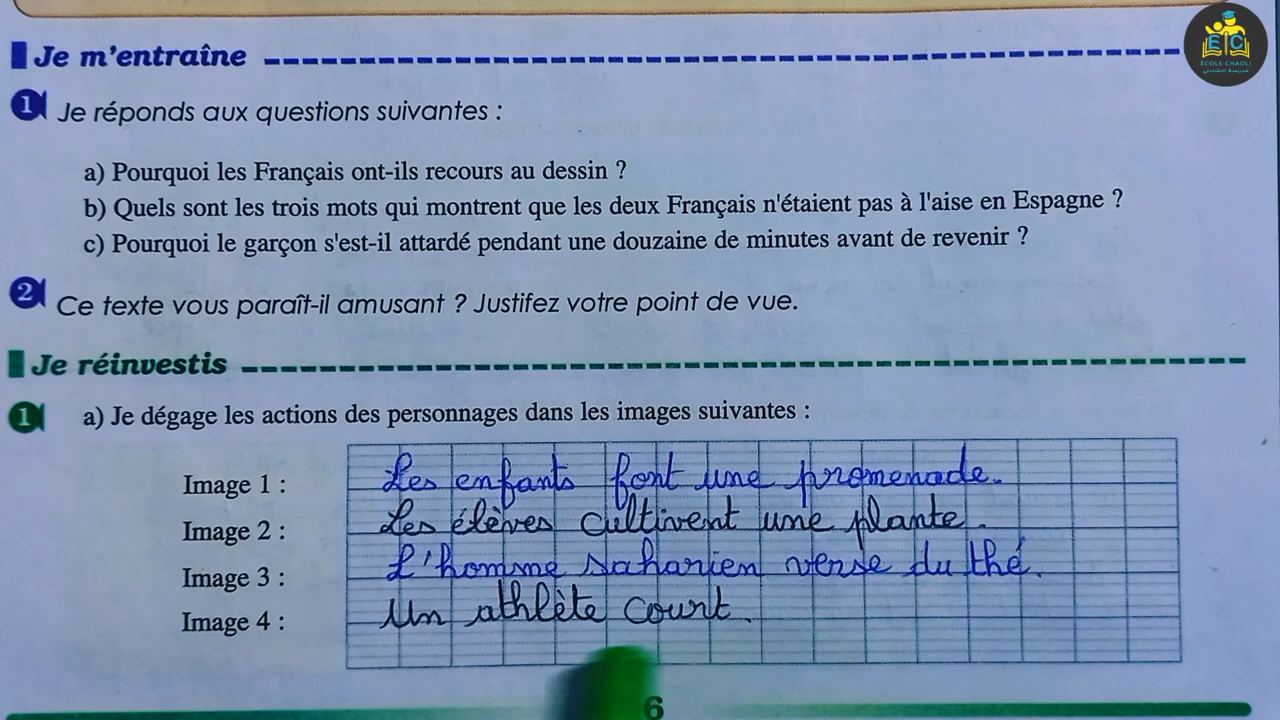 EC
ÉCOLE CHADLI
مدرسة الشاذلي
Je m'entraîne
1 Je réponds aux questions suivantes :
a) Pourquoi les Français ont-ils recours au dessin ?
b) Quels sont les trois mots qui montrent que les deux Français n'étaient pas à l'aise en Espagne ?
c) Pourquoi le garçon s'est-il attardé pendant une douzaine de minutes avant de revenir ?
2 Ce texte vous paraît-il amusant ? Justifez votre point de vue.
Je réinvestis
1 a) Je dégage les actions des personnages dans les images suivantes :
Image 1 : Les enfants font une promenade.
Image 2 : Les élèves cultivent une plante.
Image 3 : L'homme saharien verse du thé.
Image 4 : Un athlète court.
6